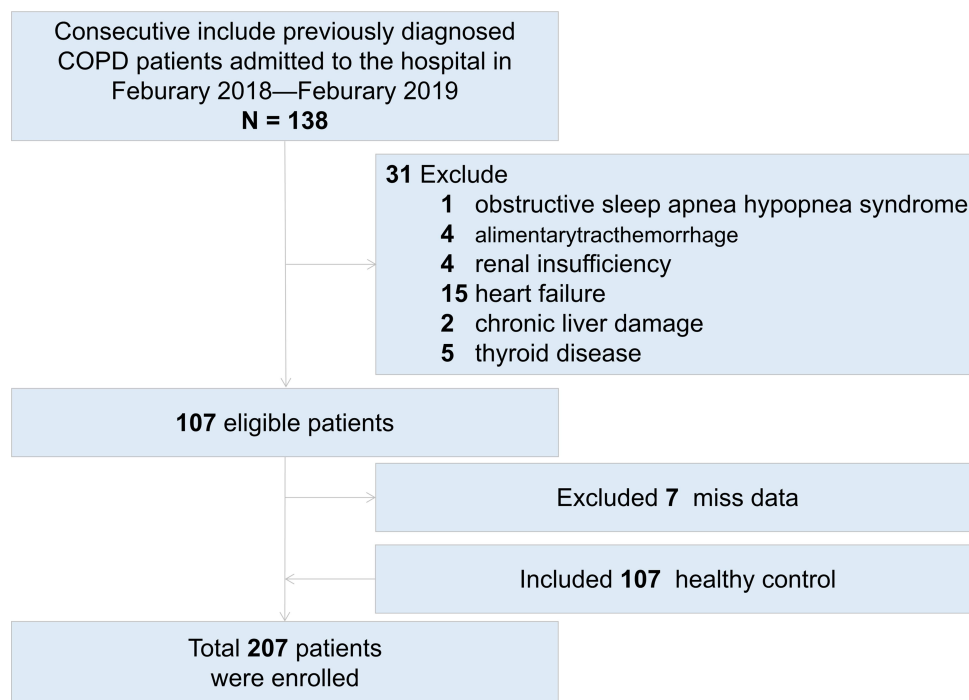 Consecutive include previously diagnosed
COPD patients admitted to the hospital in
Feburary 2018—Feburary 2019
N = 138
31 Exclude
1 obstructive sleep apnea hypopnea syndrome
4 alimentarytracthemorrhage
4 renal insufficiency
15 heart failure
2 chronic liver damage
5 thyroid disease
107 eligible patients
Excluded 7 miss data
Included 107 healthy control
Total 207 patients
were enrolled